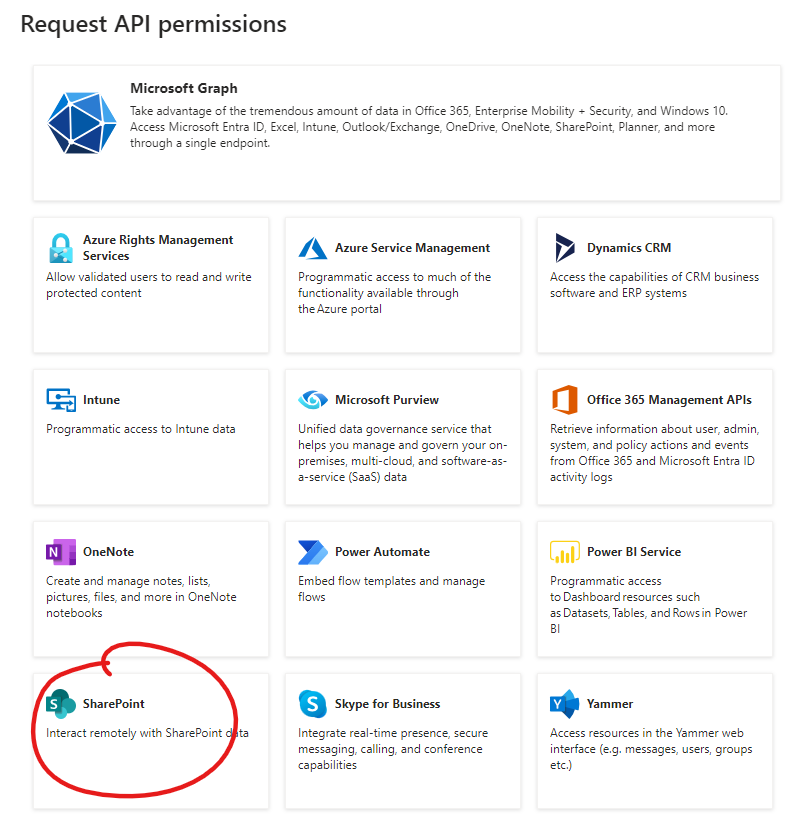 Request API permissions
Microsoft Graph
Take advantage of the tremendous amount of data in Office 365, Enterprise Mobility + Security, and Windows 10.
Access Microsoft Entra ID, Excel, Intune, Outlook/Exchange, OneDrive, OneNote, SharePoint, Planner, and more
through a single endpoint.
Azure Rights Management
Services
Allow validated users to read and write
protected content
Azure Service Management
Programmatic access to much of the
functionality available through
the Azure portal
Dynamics CRM
Access the capabilities of CRM business
software and ERP systems
Intune
Programmatic access to Intune data
Microsoft Purview
Unified data governance service that
helps you manage and govern your on-
premises, multi-cloud, and software-as-
a-service (SaaS) data
Office 365 Management APIs
Retrieve information about user, admin,
system, and policy actions and events
from Office 365 and Microsoft Entra ID
activity logs
N
OneNote
Create and manage notes, lists,
pictures, files, and more in OneNote
notebooks
Power Automate
Embed flow templates and manage
flows
Power BI Service
Programmatic access
to Dashboard resources such
as Datasets, Tables, and Rows in Power
BI
S
SharePoint
Interact remotely with SharePoint data
S
Skype for Business
Integrate real-time presence, secure
messaging, calling, and conference
capabilities
Y
Yammer
Access resources in the Yammer web
interface (e.g. messages, users, groups
etc.)